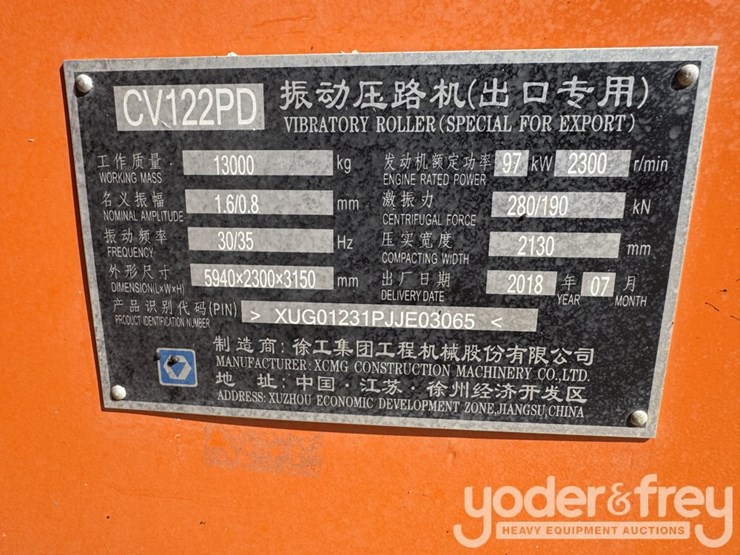 CV122PD 振动压路机(出口专用)
VIBRATORY ROLLER(SPECIAL FOR EXPORT)
工作质量 13000 kg
WORKING MASS
发动机额定功率 97 kW 2300 r/min
ENGINE RATED POWER
名义振幅 1.6/0.8 mm
NOMINAL AMPLITUDE
激振力 280/190 kN
CENTRIFUGAL FORCE
振动频率 30/35 Hz
FREQUENCY
压实宽度 2130 mm
COMPACTING WIDTH
外形尺寸 5940×2300×3150 mm
DIMENSION(L×W×H)
出厂日期 2018 年 07 月
DELIVERY DATE YEAR MONTH
产品识别代码(PIN) > XUG01231PJJE03065 <
PRODUCT IDENTIFICATION NUMBER
制造商:徐工集团工程机械股份有限公司
MANUFACTURER: XCMG CONSTRUCTION MACHINERY CO.,LTD.
地 址:中国·江苏·徐州经济开发区
ADDRESS: XUZHOU ECONOMIC DEVELOPMENT ZONE,JIANGSU,CHINA
yoder&frey
HEAVY EQUIPMENT AUCTIONS